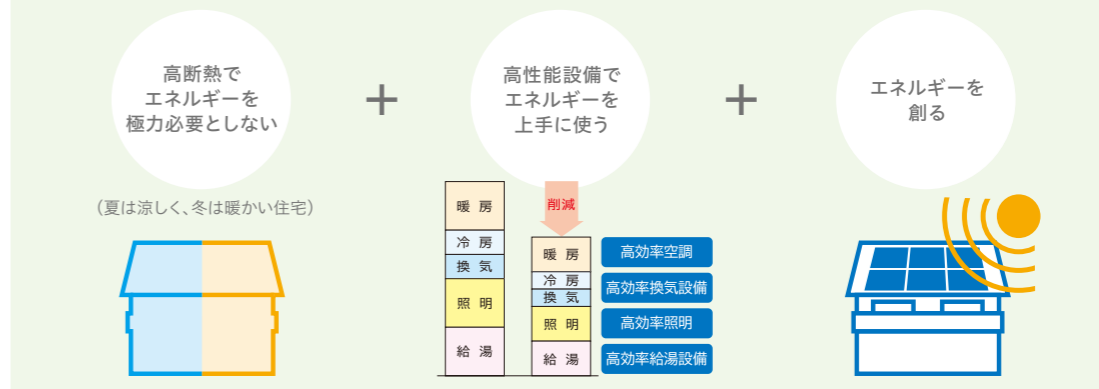 高断熱で
エネルギーを
極力必要としない
+
高性能設備で
エネルギーを
上手に使う
+
エネルギーを
創る
(夏は涼しく、冬は暖かい住宅)
暖房
冷房
換気
照明
給湯
削減
暖房
冷房
換気
照明
給湯
高効率空調
高効率換気設備
高効率照明
高効率給湯設備